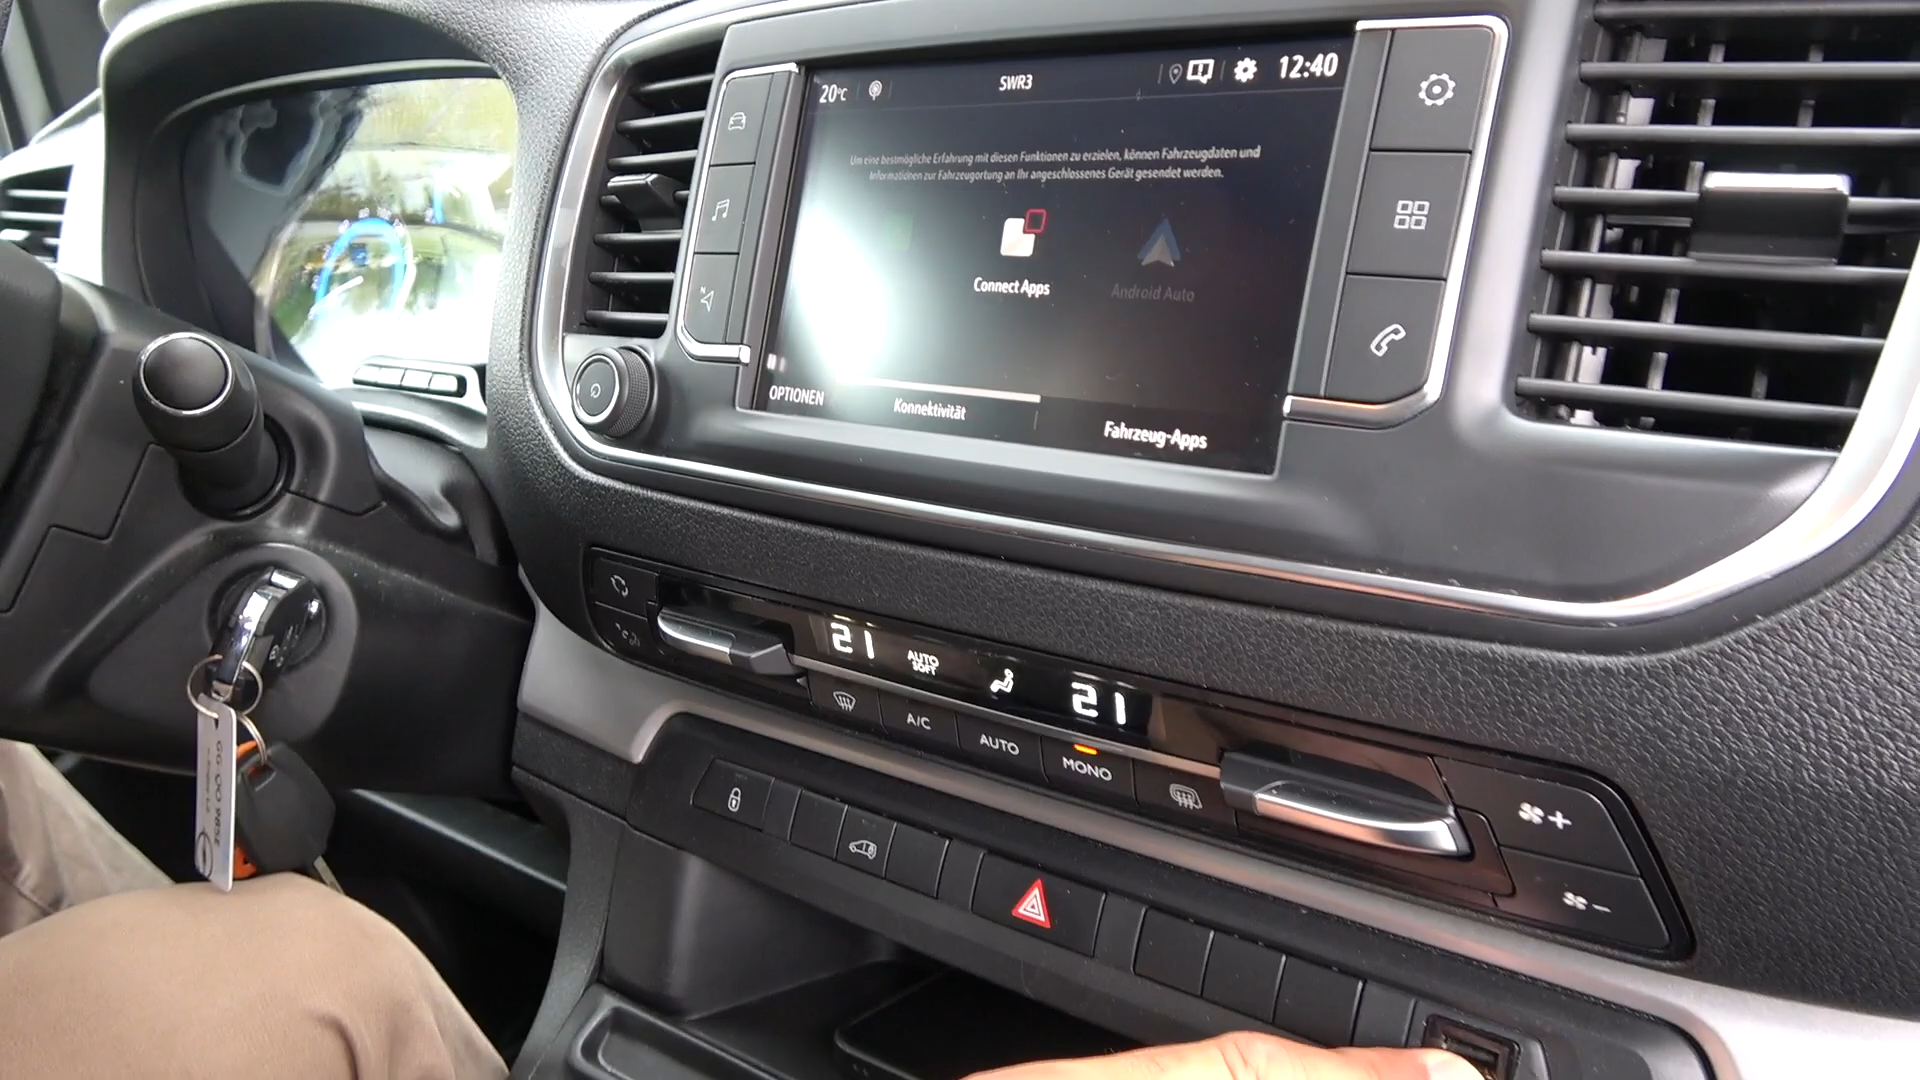 20°C
SWR3
12:40
Um eine bestmögliche Erfahrung mit diesen Funktionen zu erzielen, können Fahrzeugdaten und
Informationen zur Fahrzeugortung an Ihr angeschlossenes Gerät gesendet werden.
Connect Apps
Android Auto
OPTIONEN
Konnektivität
Fahrzeug-Apps
N
21
AUTO
SOFT
21
A/C
AUTO
MONO
+
-